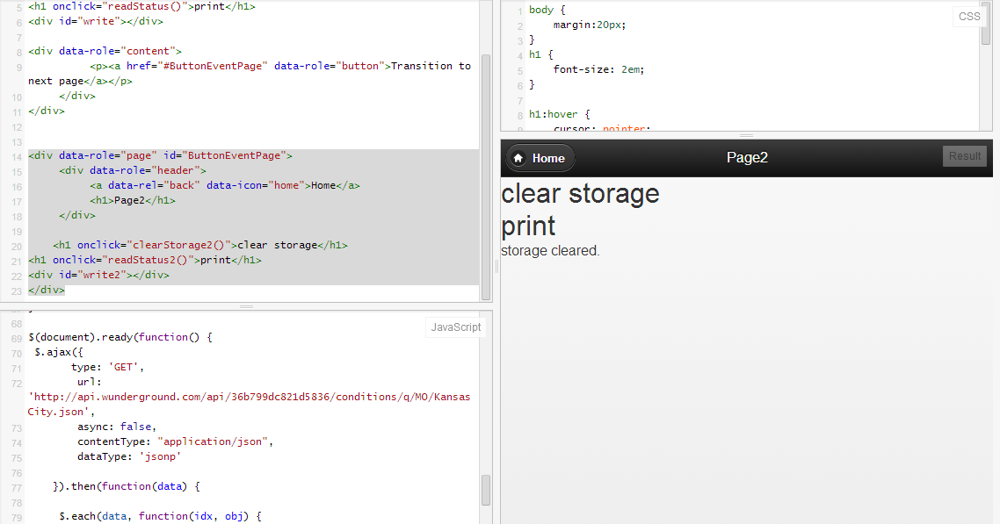 5 <h1 onclick="readStatus()">print</h1>
6 <div id="write"></div>
7
8 <div data-role="content">
9 <p><a href="#ButtonEventPage" data-role="button">Transition to
next page</a></p>
10 </div>
11 </div>
12
13
14 <div data-role="page" id="ButtonEventPage">
15 <div data-role="header">
16 <a data-rel="back" data-icon="home">Home</a>
17 <h1>Page2</h1>
18 </div>
19
20 <h1 onclick="clearStorage2()">clear storage</h1>
21 <h1 onclick="readStatus2()">print</h1>
22 <div id="write2"></div>
23 </div>
68
69 $(document).ready(function() {
JavaScript
70 $.ajax({
71 type: 'GET',
72 url:
'http://api.wunderground.com/api/36b799dc821d5836/conditions/q/MO/Kansas
City.json',
73 async: false,
74 contentType: "application/json",
75 dataType: 'jsonp'
76
77 }).then(function(data) {
78
79 $.each(data, function(idx, obj) {
1 body {
CSS
2 margin:20px;
3 }
4 h1 {
5 font-size: 2em;
6 }
7
8 h1:hover {
9 cursor: pointer;
Home
Page2
Result
clear storage
print
storage cleared.